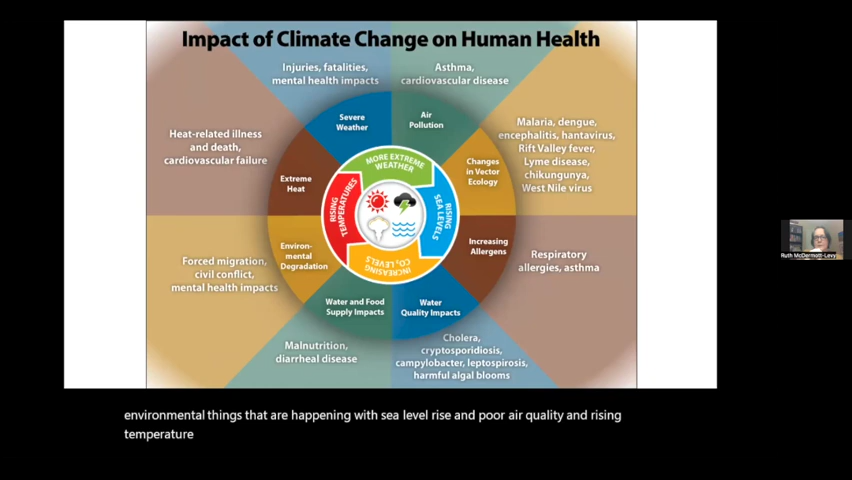 Impact of Climate Change on Human Health
Injuries, fatalities,
mental health impacts
Asthma,
cardiovascular disease
Severe
Weather
Air
Pollution
Malaria, dengue,
encephalitis, hantavirus,
Rift Valley fever,
Lyme disease,
chikungunya,
West Nile virus
Heat-related illness
and death,
cardiovascular failure
Extreme
Heat
Changes
in Vector
Ecology
MORE EXTREME
WEATHER
RISING
SEA LEVELS
INCREASING
CO₂ LEVELS
RISING
TEMPERATURES
Environ-
mental
Degradation
Increasing
Allergens
Forced migration,
civil conflict,
mental health impacts
Respiratory
allergies, asthma
Water and Food
Supply Impacts
Water
Quality Impacts
Malnutrition,
diarrheal disease
Cholera,
cryptosporidiosis,
campylobacter, leptospirosis,
harmful algal blooms
Ruth McDermott-Levy
environmental things that are happening with sea level rise and poor air quality and rising
temperature